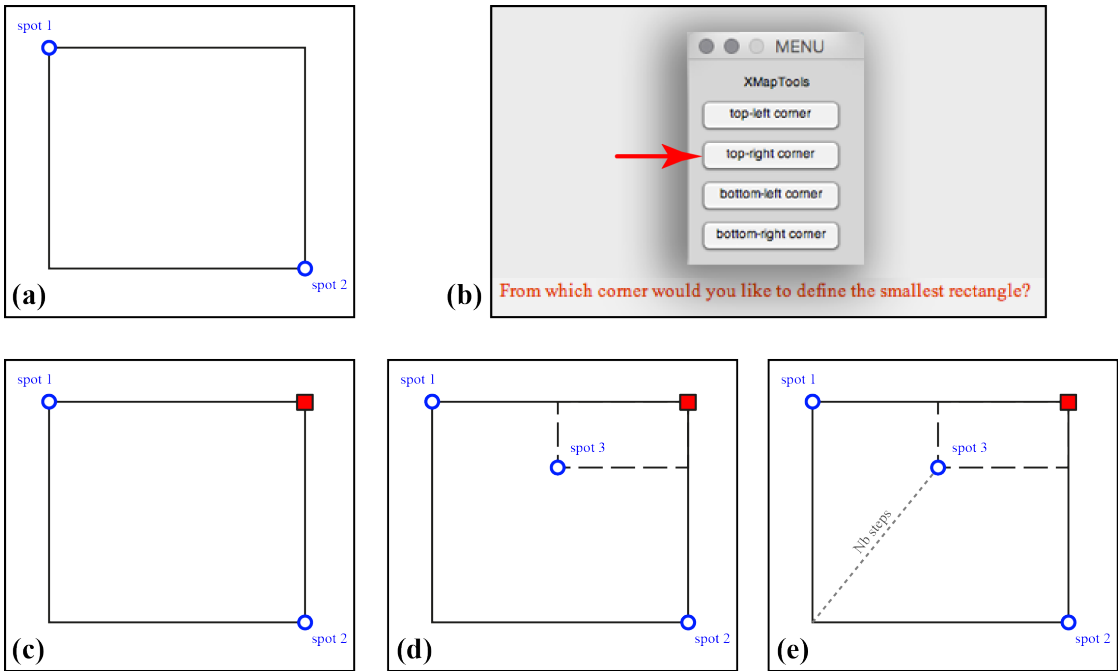 spot 1
spot 2
(a)
MENU
XMapTools
top-left corner
top-right corner
bottom-left corner
bottom-right corner
(b)
From which corner would you like to define the smallest rectangle?
spot 1
spot 2
(c)
spot 1
spot 3
spot 2
(d)
spot 1
spot 3
Nb steps
spot 2
(e)